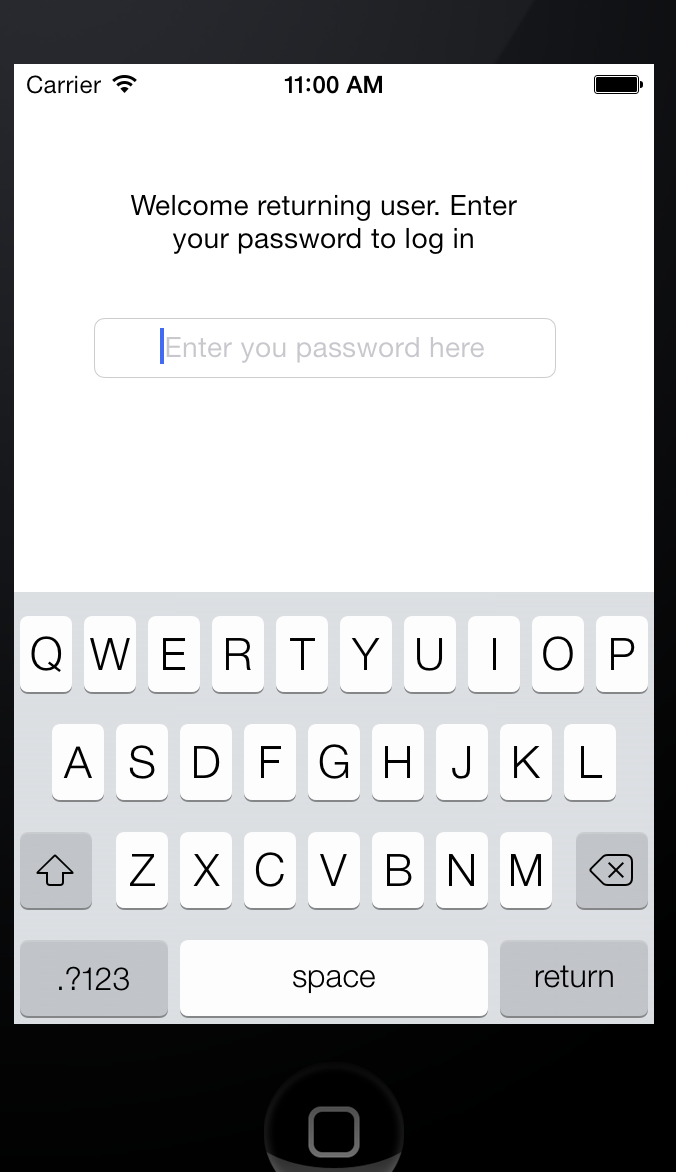 Carrier 11:00 AM
Welcome returning user. Enter
your password to log in
Enter you password here
Q W E R T Y U I O P
A S D F G H J K L
Z X C V B N M
.?123 space return